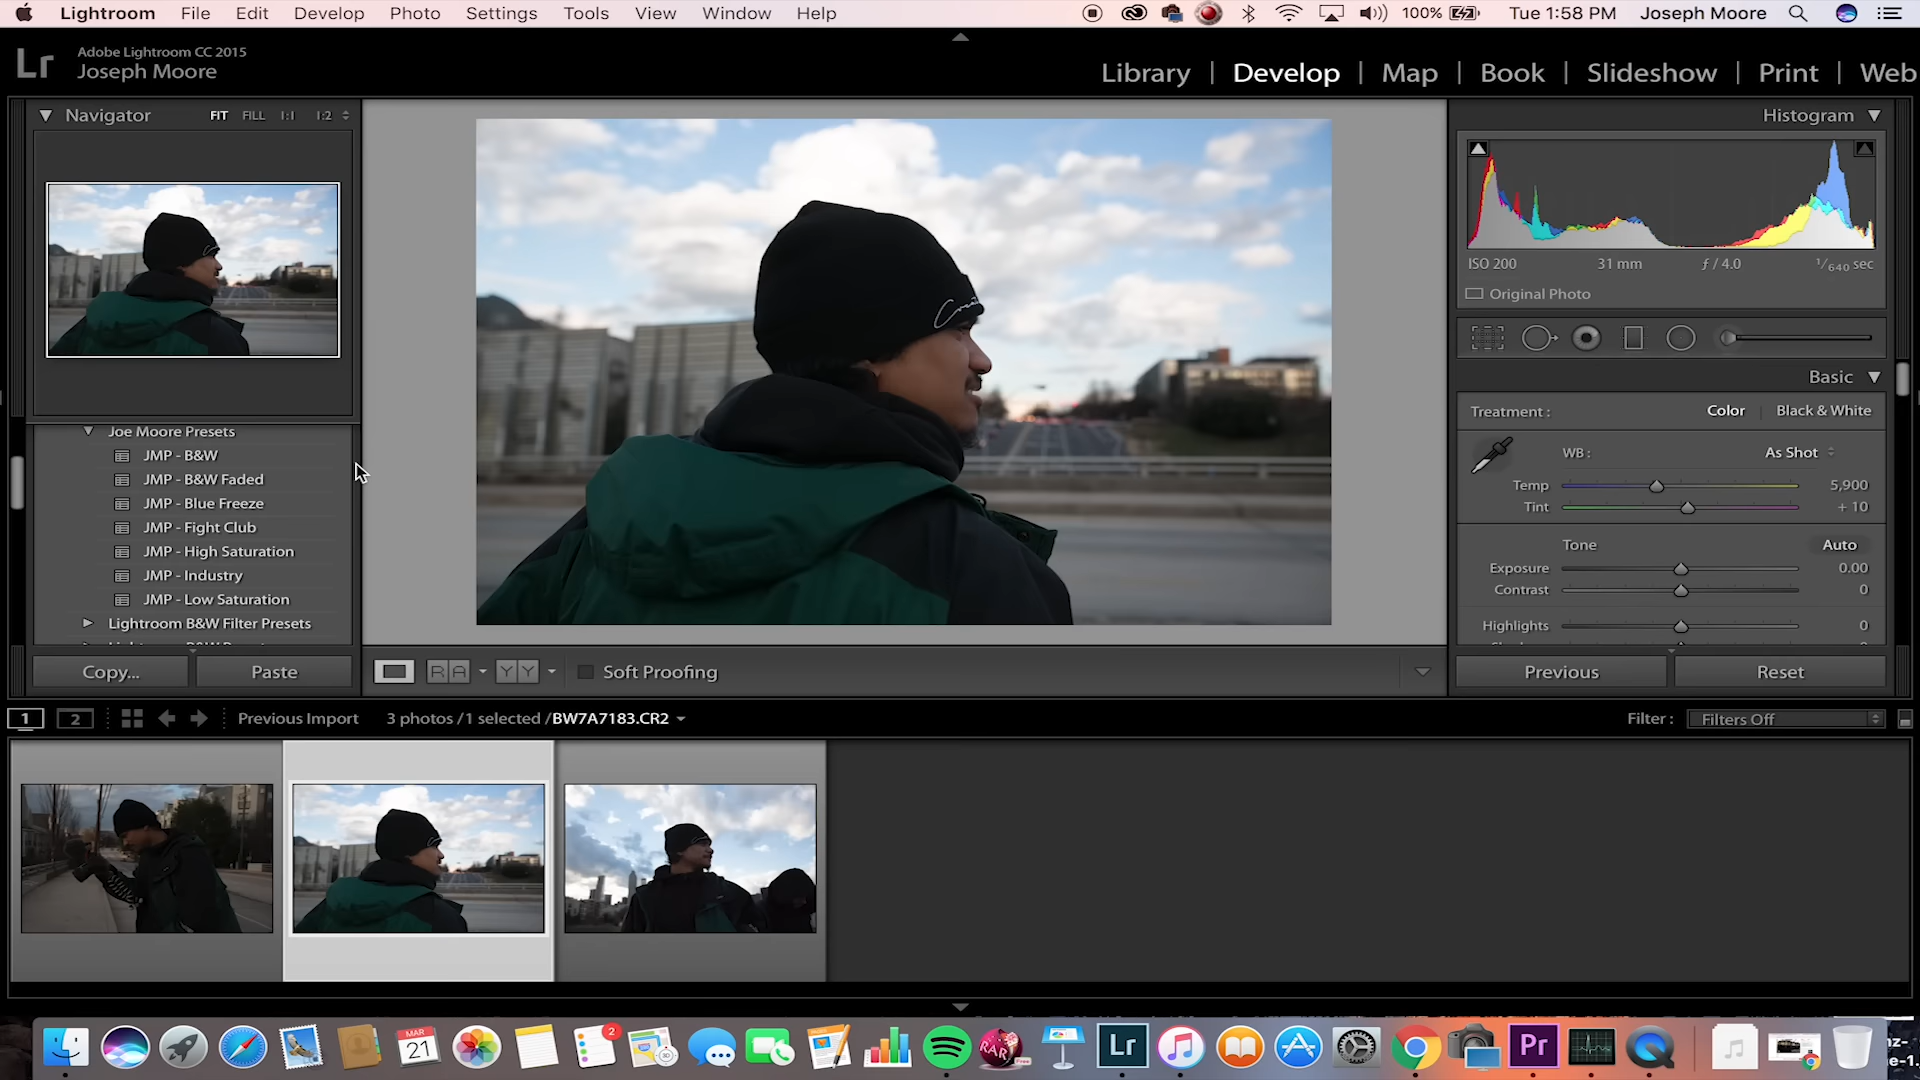 Lightroom File Edit Develop Photo Settings Tools View Window Help 100% Tue 1:58 PM Joseph Moore
Lr Adobe Lightroom CC 2015
Joseph Moore
Library | Develop | Map | Book | Slideshow | Print | Web
Navigator FIT FILL 1:1 1:2
Histogram
ISO 200 31 mm ƒ / 4.0 1/640 sec
Original Photo
Basic
Treatment : Color Black & White
WB : As Shot
Temp 5,900
Tint + 10
Tone Auto
Exposure 0.00
Contrast 0
Highlights 0
Joe Moore Presets
JMP - B&W
JMP - B&W Faded
JMP - Blue Freeze
JMP - Fight Club
JMP - High Saturation
JMP - Industry
JMP - Low Saturation
Lightroom B&W Filter Presets
Copy... Paste
R A Y Y Soft Proofing
Previous Reset
1 2 Previous Import 3 photos /1 selected /BW7A7183.CR2 Filter : Filters Off
MAR
21
2
30
RAR
Lr
Pr